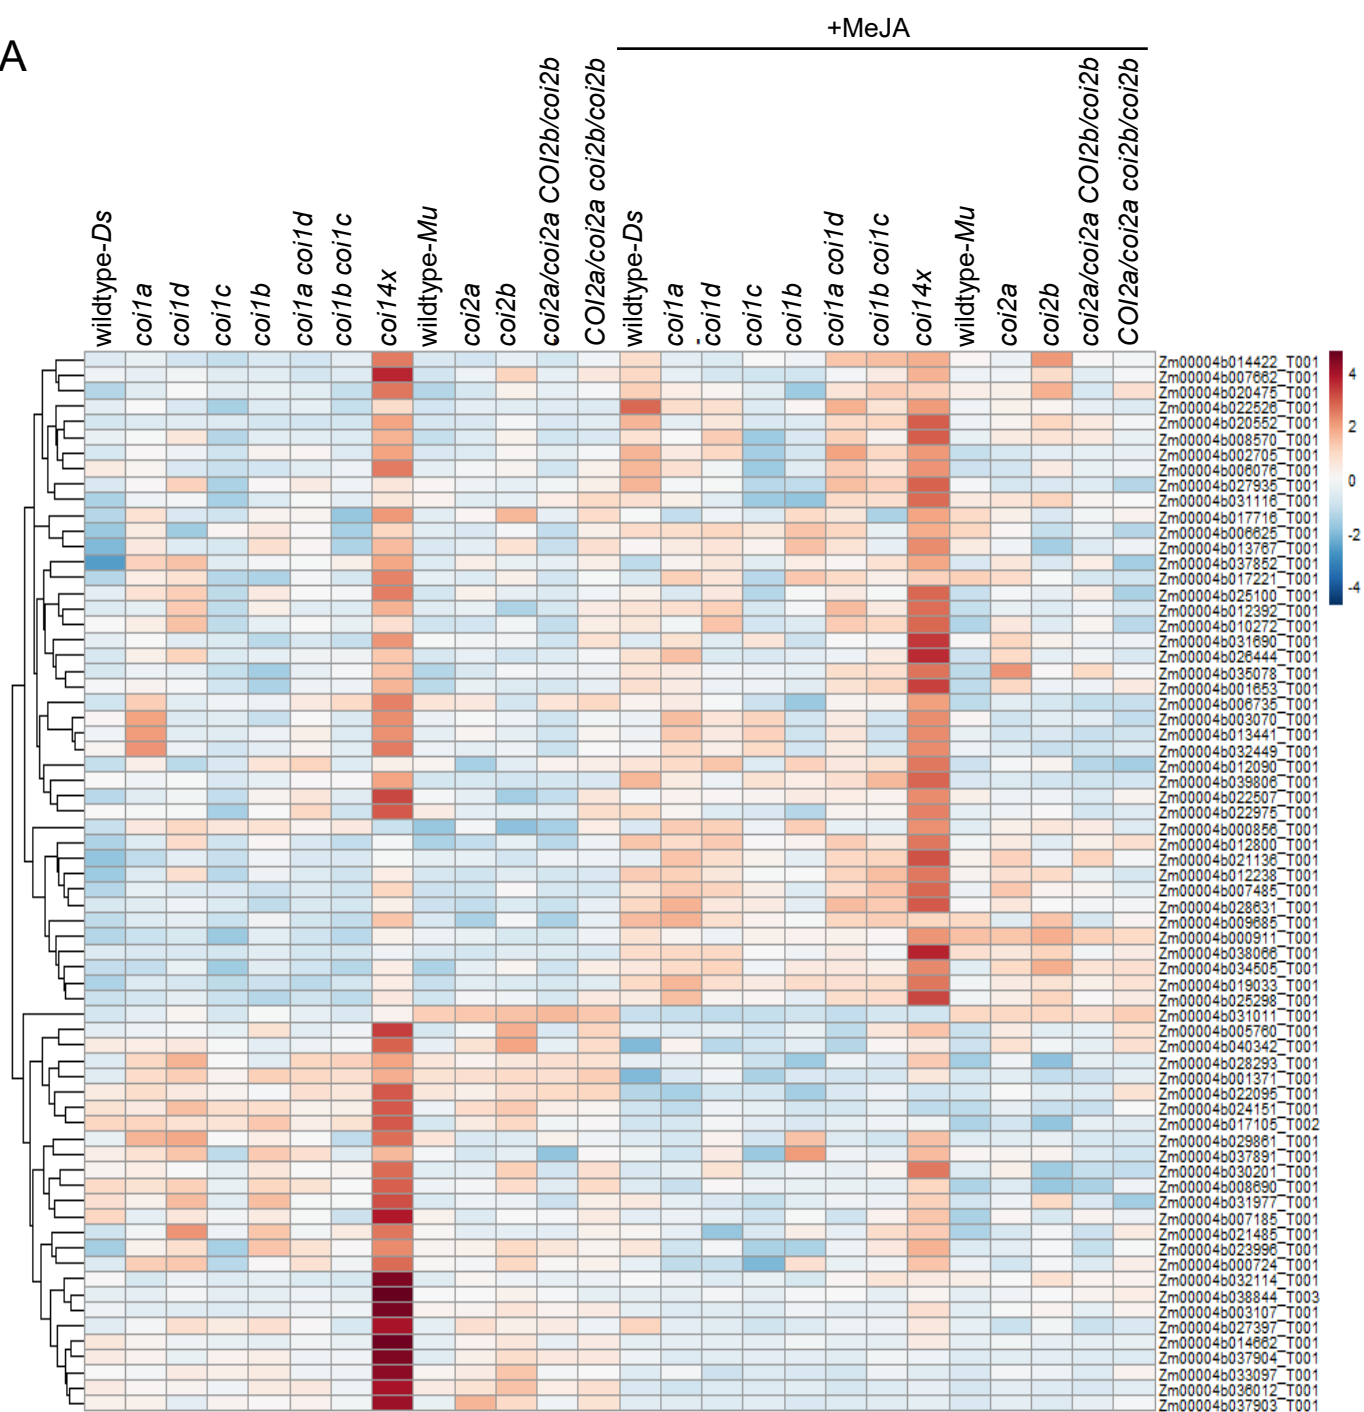 +MeJA
A
wildtype-Ds
coi1a
coi1d
coi1c
coi1b
coi1a coi1d
coi1b coi1c
coi14x
wildtype-Mu
coi2a
coi2b
coi2a/coi2a COI2b/coi2b
COI2a/coi2a coi2b/coi2b
wildtype-Ds
coi1a
coi1d
coi1c
coi1b
coi1a coi1d
coi1b coi1c
coi14x
wildtype-Mu
coi2a
coi2b
coi2a/coi2a COI2b/coi2b
COI2a/coi2a coi2b/coi2b
Zm00004b014422_T001
Zm00004b007662_T001
Zm00004b020475_T001
Zm00004b022526_T001
Zm00004b020552_T001
Zm00004b008570_T001
Zm00004b002705_T001
Zm00004b006076_T001
Zm00004b027935_T001
Zm00004b031116_T001
Zm00004b017716_T001
Zm00004b006625_T001
Zm00004b013767_T001
Zm00004b037852_T001
Zm00004b017221_T001
Zm00004b025100_T001
Zm00004b012392_T001
Zm00004b010272_T001
Zm00004b031690_T001
Zm00004b026444_T001
Zm00004b035078_T001
Zm00004b001653_T001
Zm00004b006735_T001
Zm00004b003070_T001
Zm00004b013441_T001
Zm00004b032449_T001
Zm00004b012090_T001
Zm00004b039806_T001
Zm00004b022507_T001
Zm00004b022975_T001
Zm00004b000856_T001
Zm00004b012800_T001
Zm00004b021136_T001
Zm00004b012238_T001
Zm00004b007485_T001
Zm00004b028631_T001
Zm00004b009685_T001
Zm00004b000911_T001
Zm00004b038066_T001
Zm00004b034505_T001
Zm00004b019033_T001
Zm00004b025298_T001
Zm00004b031011_T001
Zm00004b005760_T001
Zm00004b040342_T001
Zm00004b028293_T001
Zm00004b001371_T001
Zm00004b022095_T001
Zm00004b024151_T001
Zm00004b017105_T002
Zm00004b029861_T001
Zm00004b037891_T001
Zm00004b030201_T001
Zm00004b008690_T001
Zm00004b031977_T001
Zm00004b007185_T001
Zm00004b021485_T001
Zm00004b023996_T001
Zm00004b000724_T001
Zm00004b032114_T001
Zm00004b038844_T003
Zm00004b003107_T001
Zm00004b027397_T001
Zm00004b014662_T001
Zm00004b037904_T001
Zm00004b033097_T001
Zm00004b036012_T001
Zm00004b037903_T001
4
2
0
-2
-4